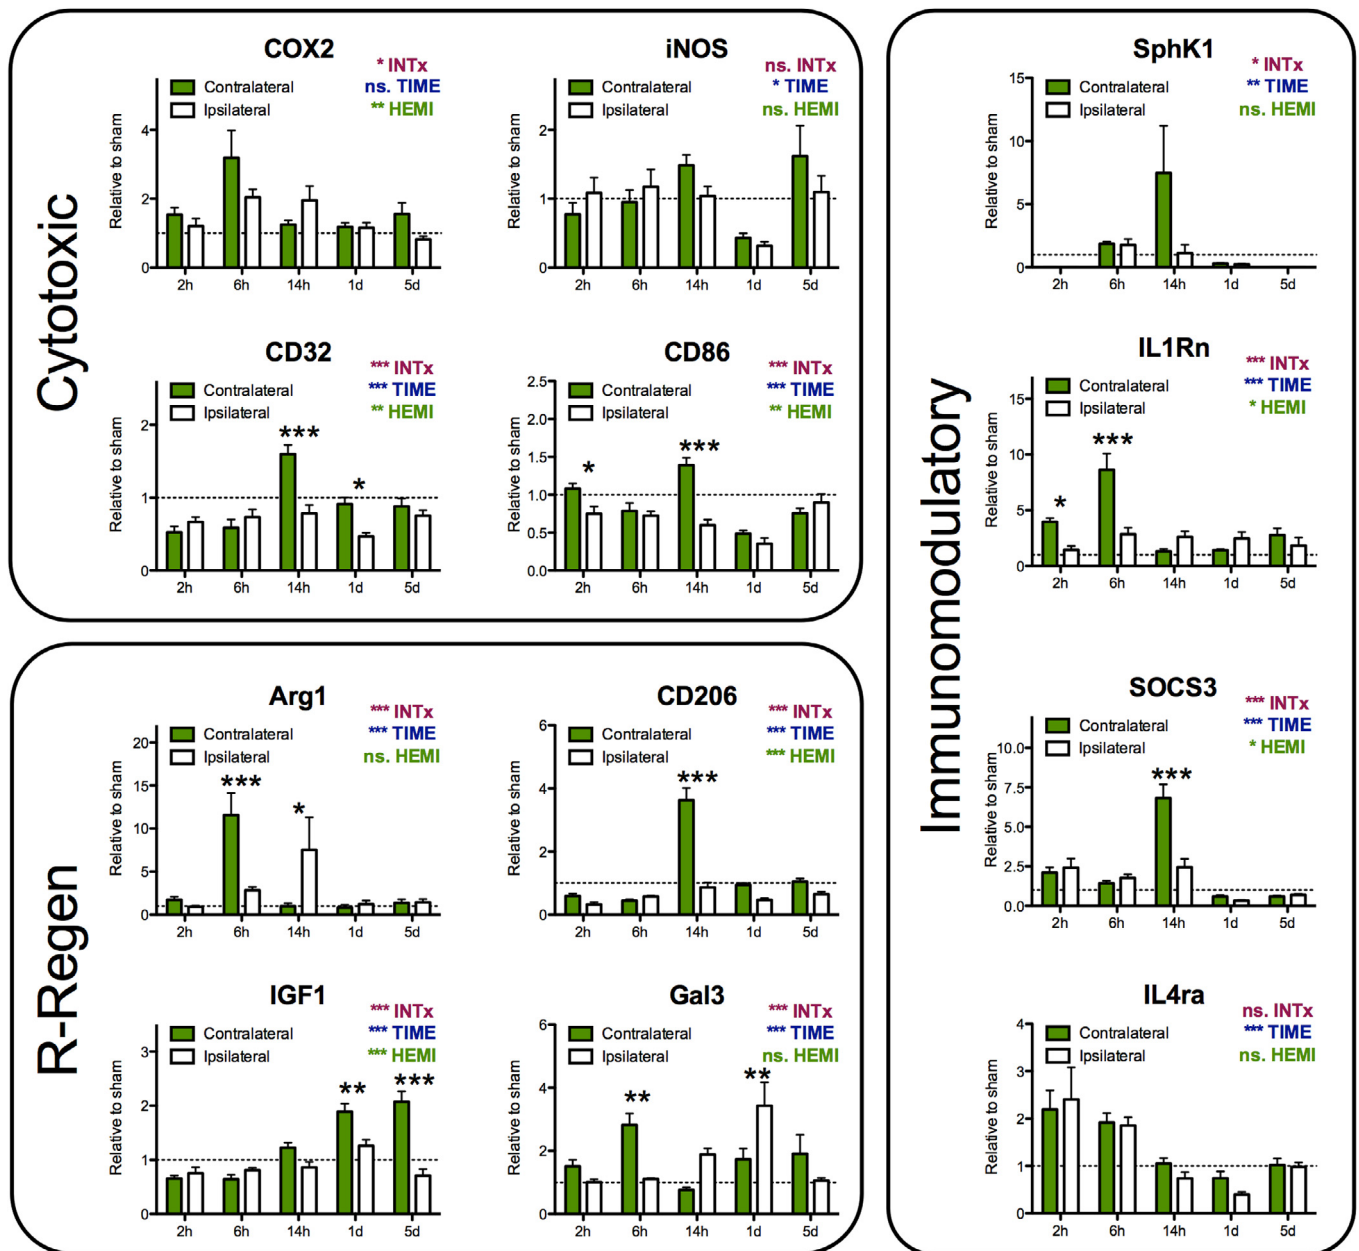 Cytotoxic
COX2
* INTx
ns. TIME
** HEMI
Contralateral
Ipsilateral
Relative to sham
4
2
0
2h 6h 14h 1d 5d
iNOS
ns. INTx
* TIME
ns. HEMI
Contralateral
Ipsilateral
Relative to sham
2
1
0
2h 6h 14h 1d 5d
CD32
*** INTx
*** TIME
** HEMI
Contralateral
Ipsilateral
Relative to sham
2
1
0
*** *
2h 6h 14h 1d 5d
CD86
*** INTx
*** TIME
** HEMI
Contralateral
Ipsilateral
Relative to sham
2.5
2.0
1.5
1.0
0.5
0.0
* ***
2h 6h 14h 1d 5d
R-Regen
Arg1
*** INTx
*** TIME
ns. HEMI
Contralateral
Ipsilateral
Relative to sham
20
15
10
5
0
*** *
2h 6h 14h 1d 5d
CD206
*** INTx
*** TIME
*** HEMI
Contralateral
Ipsilateral
Relative to sham
6
4
2
0
***
2h 6h 14h 1d 5d
IGF1
*** INTx
*** TIME
*** HEMI
Contralateral
Ipsilateral
Relative to sham
3
2
1
0
** ***
2h 6h 14h 1d 5d
Gal3
*** INTx
*** TIME
ns. HEMI
Contralateral
Ipsilateral
Relative to sham
6
4
2
0
** **
2h 6h 14h 1d 5d
Immunomodulatory
SphK1
* INTx
** TIME
ns. HEMI
Contralateral
Ipsilateral
Relative to sham
15
10
5
0
2h 6h 14h 1d 5d
IL1Rn
*** INTx
*** TIME
* HEMI
Contralateral
Ipsilateral
Relative to sham
15
10
5
0
* ***
2h 6h 14h 1d 5d
SOCS3
*** INTx
*** TIME
* HEMI
Contralateral
Ipsilateral
Relative to sham
10.0
7.5
5.0
2.5
0.0
***
2h 6h 14h 1d 5d
IL4ra
ns. INTx
*** TIME
ns. HEMI
Contralateral
Ipsilateral
Relative to sham
4
3
2
1
0
2h 6h 14h 1d 5d